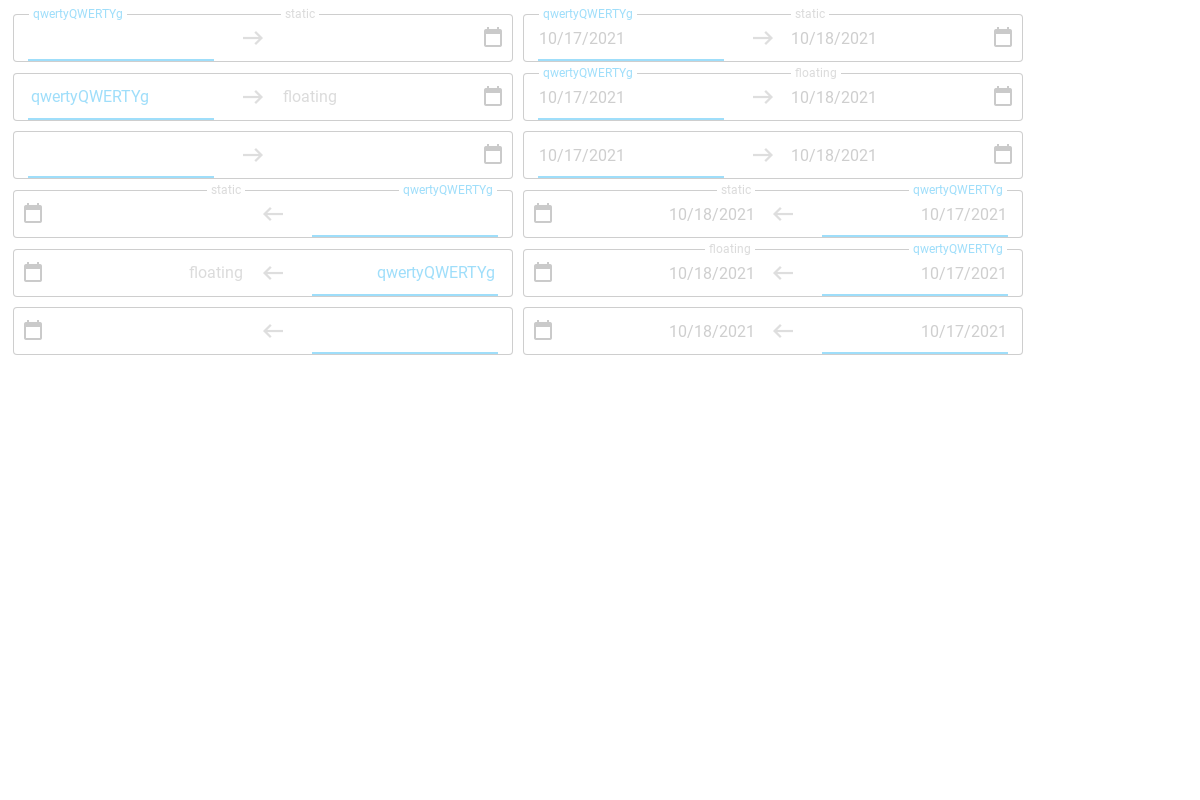 qwertyQWERTYg static qwertyQWERTYg static
10/17/2021 10/18/2021
qwertyQWERTYg floating
qwertyQWERTYg floating 10/17/2021 10/18/2021
10/17/2021 10/18/2021
static qwertyQWERTYg static qwertyQWERTYg
10/18/2021 10/17/2021
floating qwertyQWERTYg
floating qwertyQWERTYg 10/18/2021 10/17/2021
10/18/2021 10/17/2021